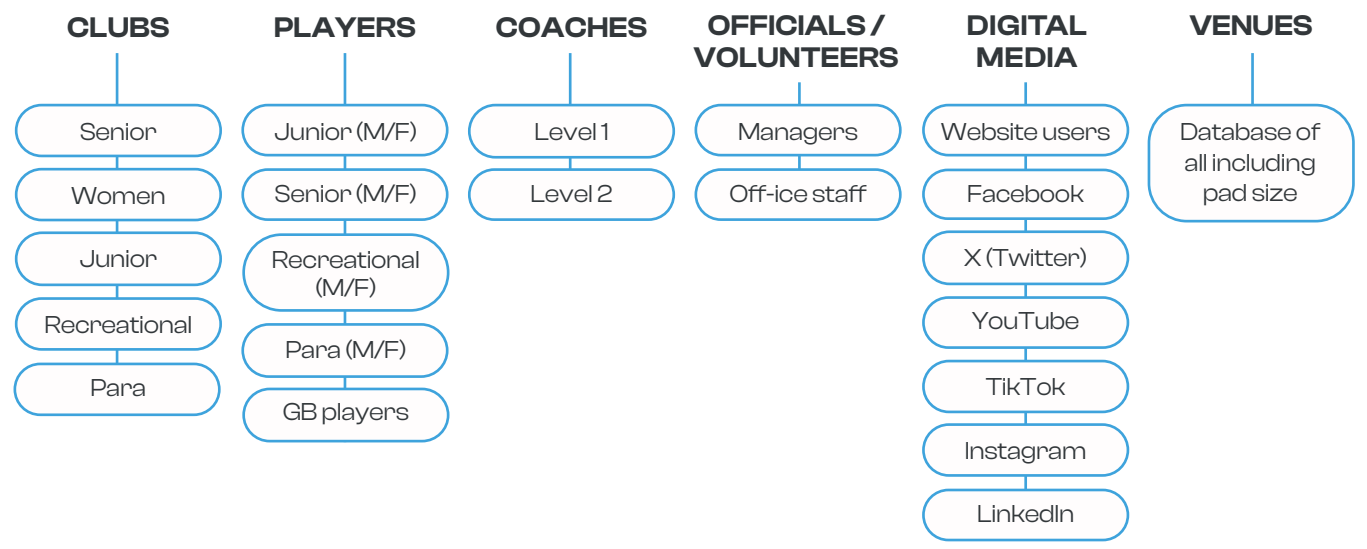 CLUBS
Senior
Women
Junior
Recreational
Para
PLAYERS
Junior (M/F)
Senior (M/F)
Recreational
(M/F)
Para (M/F)
GB players
COACHES
Level 1
Level 2
OFFICIALS /
VOLUNTEERS
Managers
Off-ice staff
DIGITAL
MEDIA
Website users
Facebook
X (Twitter)
YouTube
TikTok
Instagram
LinkedIn
VENUES
Database of
all including
pad size